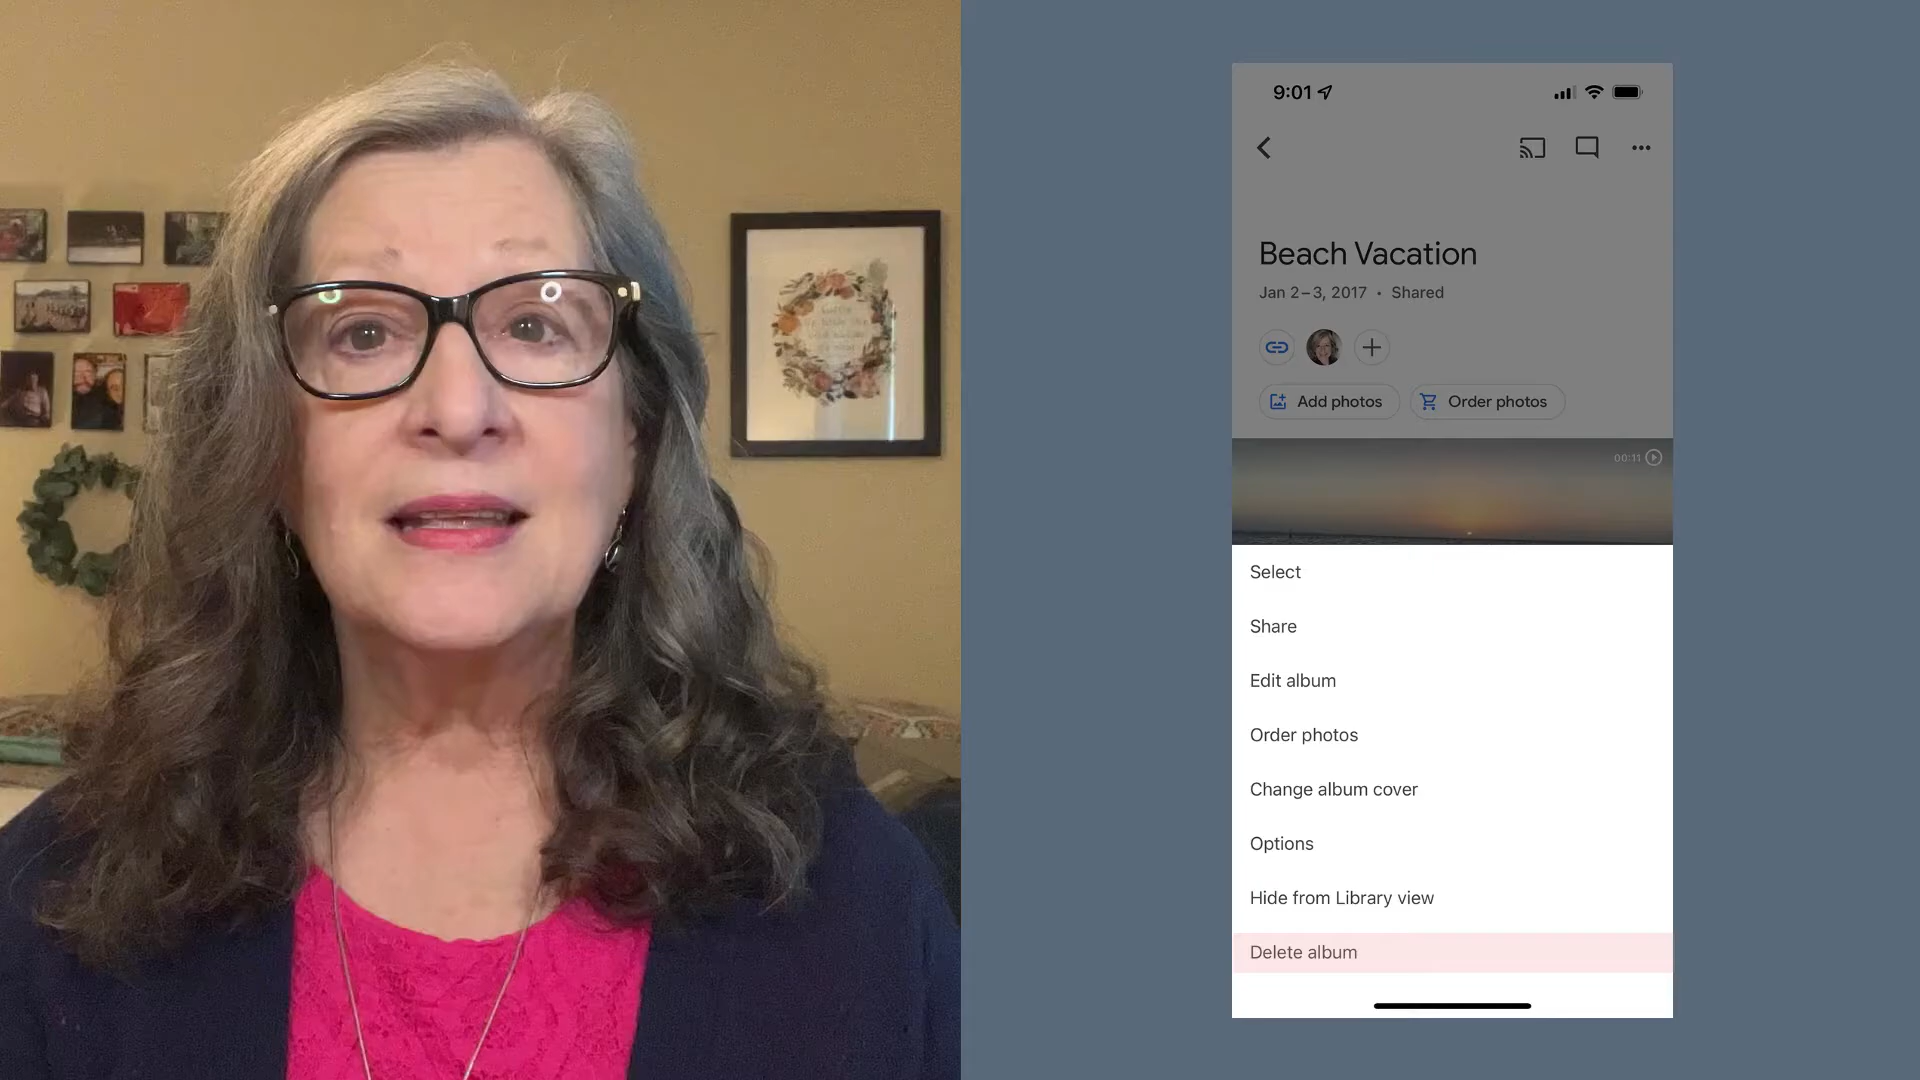 9:01
Beach Vacation
Jan 2–3, 2017 • Shared
Add photos
Order photos
00:11
Select
Share
Edit album
Order photos
Change album cover
Options
Hide from Library view
Delete album